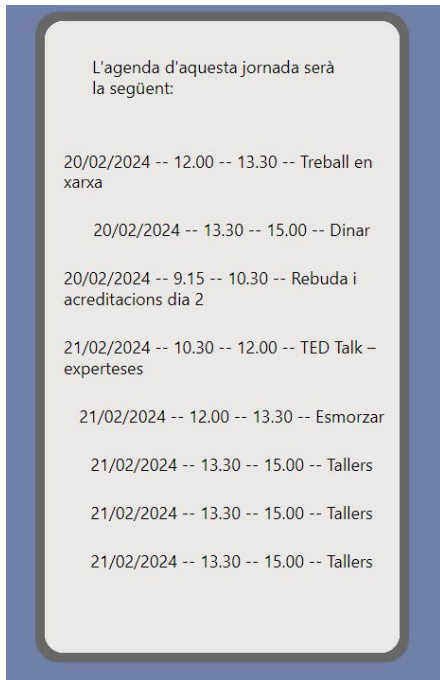 L'agenda d'aquesta jornada serà
la següent:
20/02/2024 -- 12.00 -- 13.30 -- Treball en
xarxa
20/02/2024 -- 13.30 -- 15.00 -- Dinar
20/02/2024 -- 9.15 -- 10.30 -- Rebuda i
acreditacions dia 2
21/02/2024 -- 10.30 -- 12.00 -- TED Talk –
experteses
21/02/2024 -- 12.00 -- 13.30 -- Esmorzar
21/02/2024 -- 13.30 -- 15.00 -- Tallers
21/02/2024 -- 13.30 -- 15.00 -- Tallers
21/02/2024 -- 13.30 -- 15.00 -- Tallers